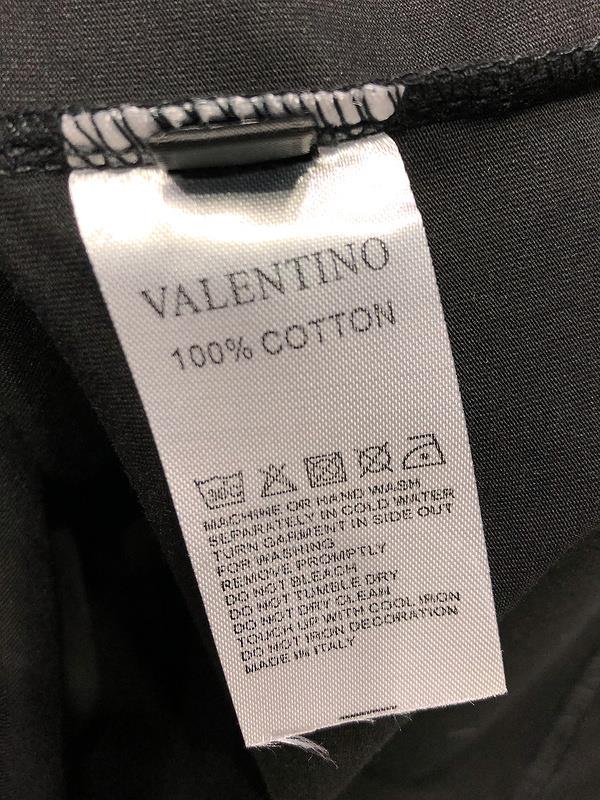 VALENTINO
100% COTTON
30C
MACHINE OR HAND WASH
SEPARATELY IN COLD WATER
TURN GARMENT IN SIDE OUT
FOR WASHING
REMOVE PROMPTLY
DO NOT BLEACH
DO NOT TUMBLE DRY
DO NOT DRY CLEAN
TOUCH UP WITH COOL IRON
DO NOT IRON DECORATION
MADE IN ITALY